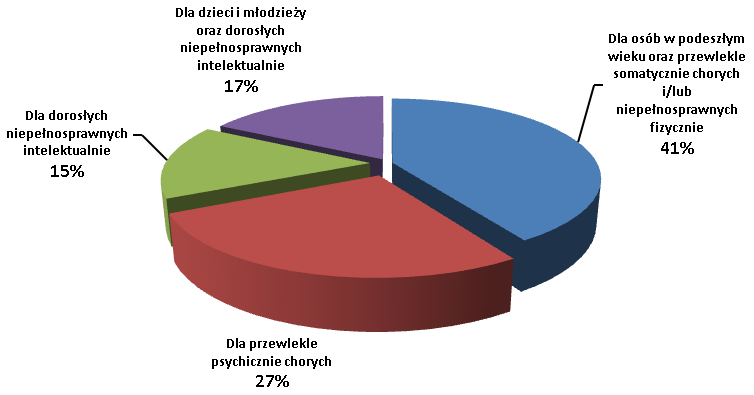 Dla dzieci i młodzieży
oraz dorosłych
niepełnosprawnych
intelektualnie
17%
Dla osób w podeszłym
wieku oraz przewlekle
somatycznie chorych
i/lub
niepełnosprawnych
fizycznie
41%
Dla dorosłych
niepełnosprawnych
intelektualnie
15%
Dla przewlekle
psychicznie chorych
27%